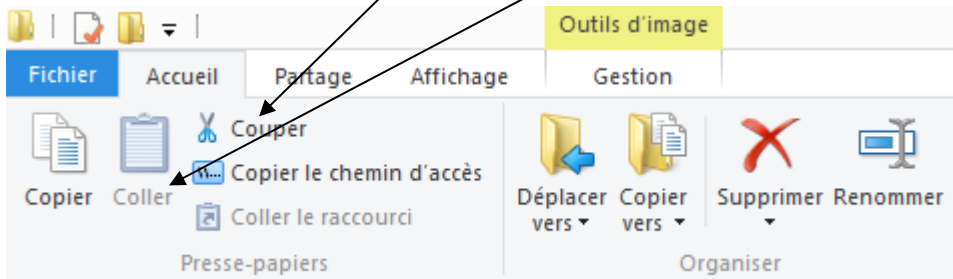 Outils d'image
Fichier Accueil Partage Affichage Gestion
Couper
Copier le chemin d'accès
Copier Coller
Coller le raccourci
Déplacer vers Copier vers Supprimer Renommer
Presse-papiers Organiser